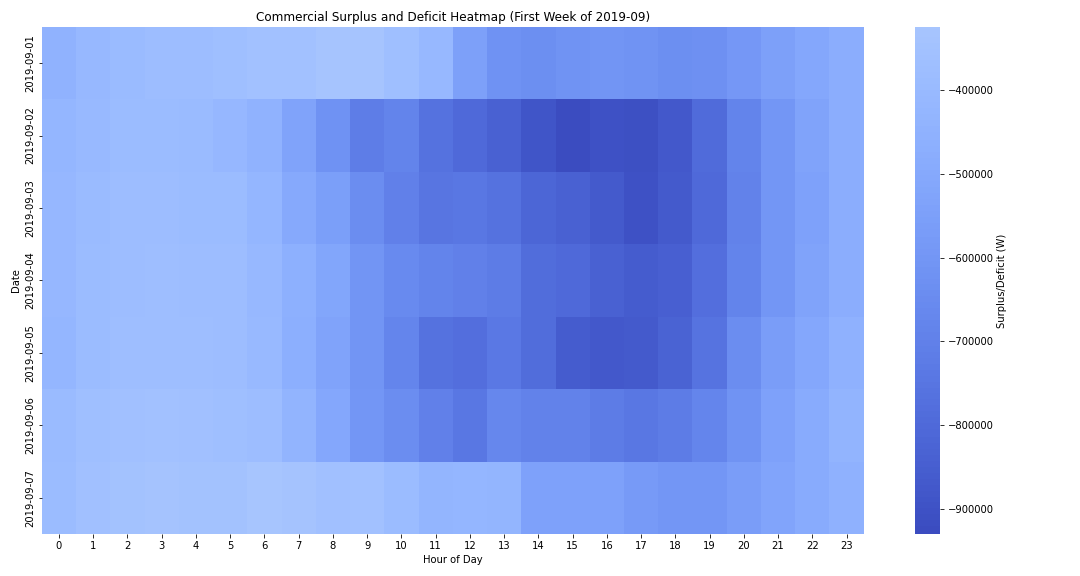 Commercial Surplus and Deficit Heatmap (First Week of 2019-09)
Date
2019-09-01
2019-09-02
2019-09-03
2019-09-04
2019-09-05
2019-09-06
2019-09-07
0 1 2 3 4 5 6 7 8 9 10 11 12 13 14 15 16 17 18 19 20 21 22 23
Hour of Day
−400000
−500000
−600000
−700000
−800000
−900000
Surplus/Deficit (W)